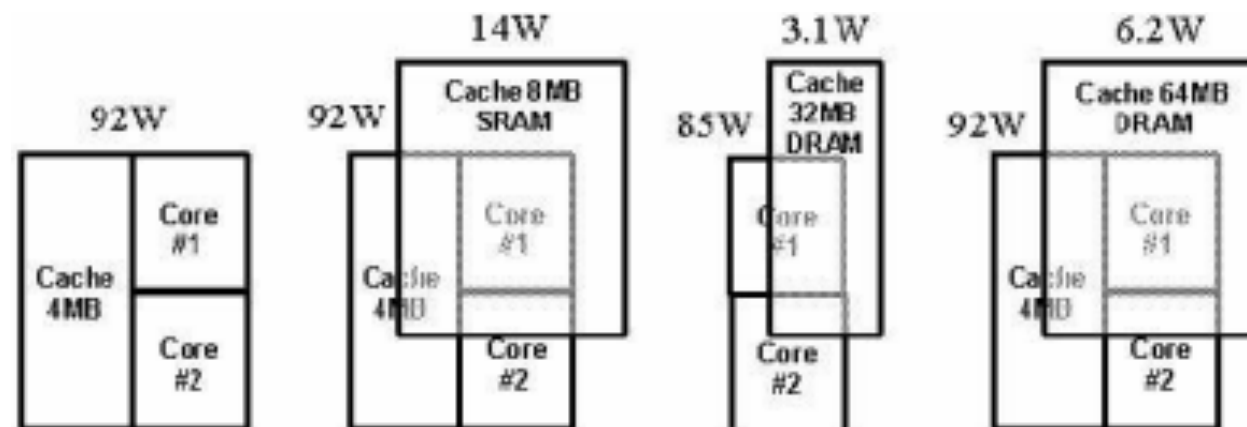 92W
Cache
4MB
Core
#1
Core
#2
14W
92W
Cache 8MB
SRAM
Cache
4MB
Core
#1
Core
#2
3.1W
85W
Cache
32MB
DRAM
Core
#1
Core
#2
6.2W
92W
Cache 64MB
DRAM
Cache
4MB
Core
#1
Core
#2